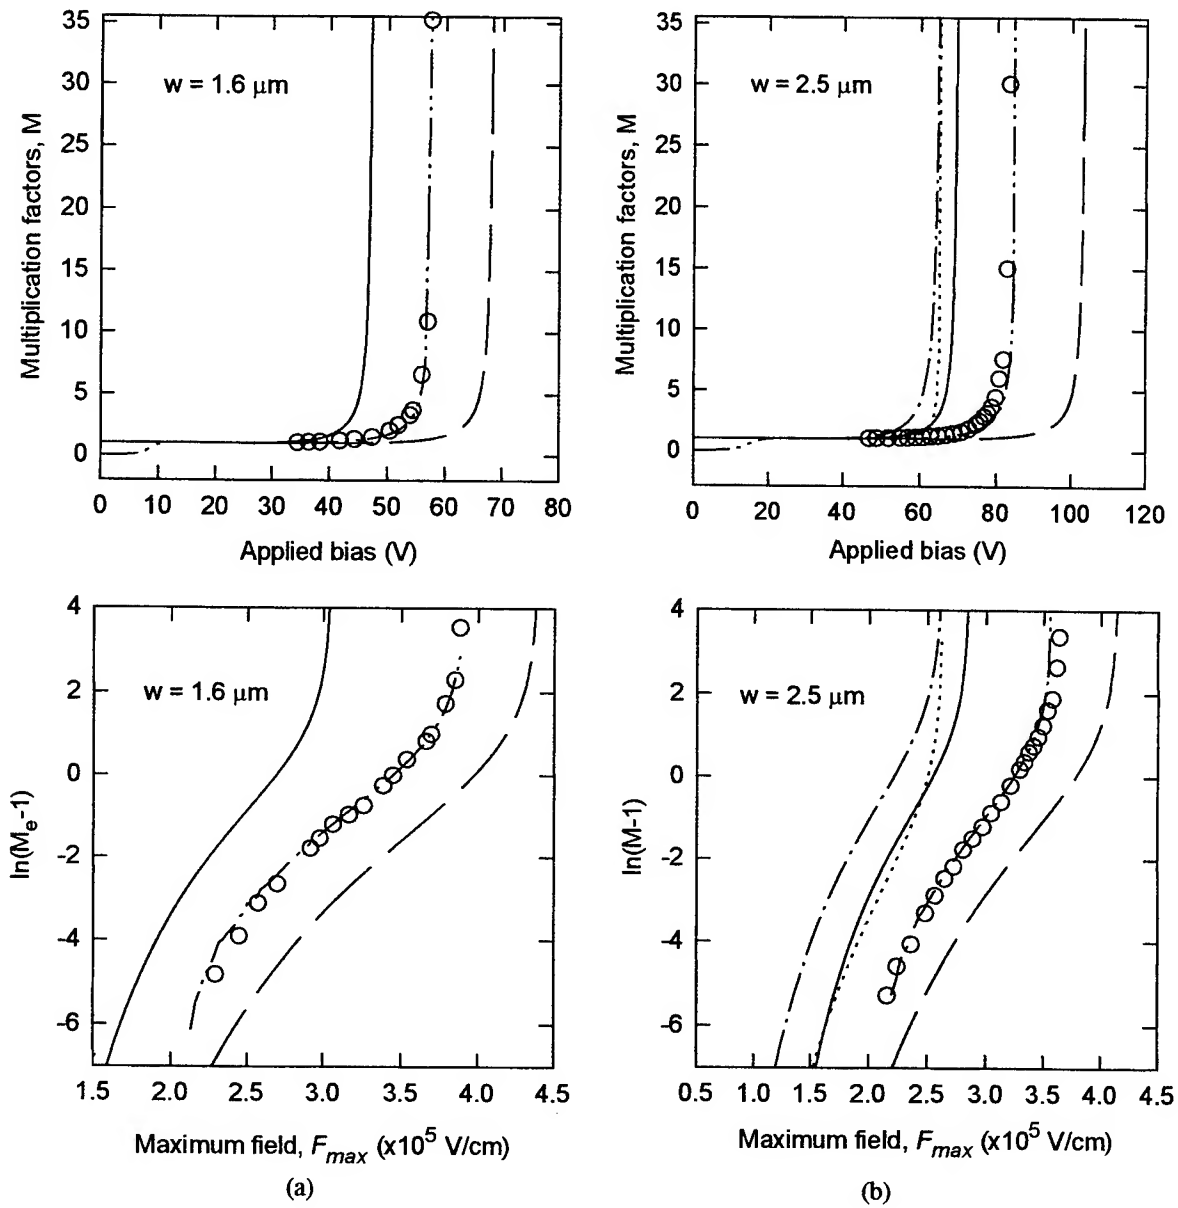 35
30
25
20
15
10
5
0
Multiplication factors, M
w = 1.6 μm
0 10 20 30 40 50 60 70 80
Applied bias (V)
35
30
25
20
15
10
5
0
Multiplication factors, M
w = 2.5 μm
0 20 40 60 80 100 120
Applied bias (V)
4
2
0
-2
-4
-6
ln(Me-1)
w = 1.6 μm
1.5 2.0 2.5 3.0 3.5 4.0 4.5
Maximum field, Fmax (x10⁵ V/cm)
(a)
4
2
0
-2
-4
-6
ln(M-1)
w = 2.5 μm
0.5 1.0 1.5 2.0 2.5 3.0 3.5 4.0 4.5
Maximum field, Fmax (x10⁵ V/cm)
(b)